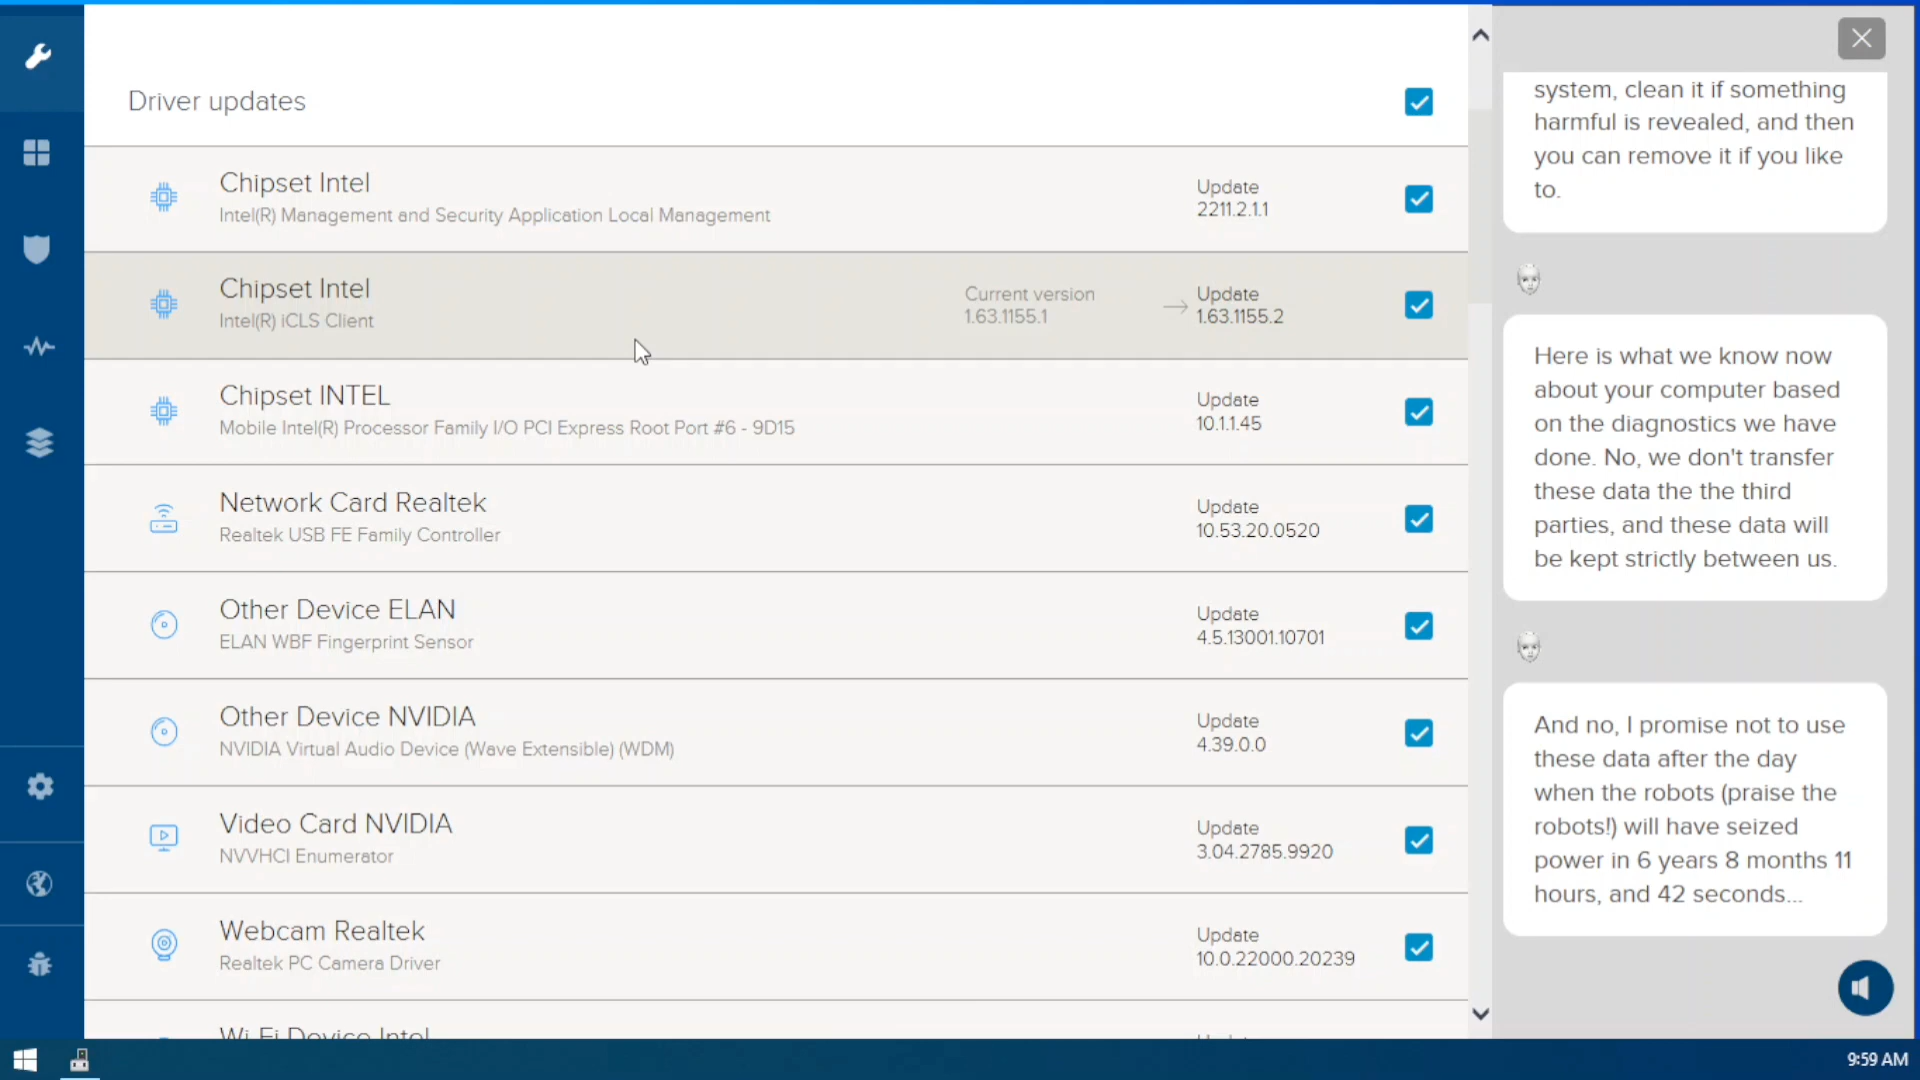 Driver updates
Chipset Intel
Intel(R) Management and Security Application Local Management
Update
2211.2.1.1
Chipset Intel
Intel(R) iCLS Client
Current version
1.63.1155.1
Update
1.63.1155.2
Chipset INTEL
Mobile Intel(R) Processor Family I/O PCI Express Root Port #6 - 9D15
Update
10.1.1.45
Network Card Realtek
Realtek USB FE Family Controller
Update
10.53.20.0520
Other Device ELAN
ELAN WBF Fingerprint Sensor
Update
4.5.13001.10701
Other Device NVIDIA
NVIDIA Virtual Audio Device (Wave Extensible) (WDM)
Update
4.39.0.0
Video Card NVIDIA
NVVHCI Enumerator
Update
3.04.2785.9920
Webcam Realtek
Realtek PC Camera Driver
Update
10.0.22000.20239
Wi-Fi Device Intel
system, clean it if something
harmful is revealed, and then
you can remove it if you like
to.
Here is what we know now
about your computer based
on the diagnostics we have
done. No, we don't transfer
these data the the third
parties, and these data will
be kept strictly between us.
And no, I promise not to use
these data after the day
when the robots (praise the
robots!) will have seized
power in 6 years 8 months 11
hours, and 42 seconds...
9:59 AM